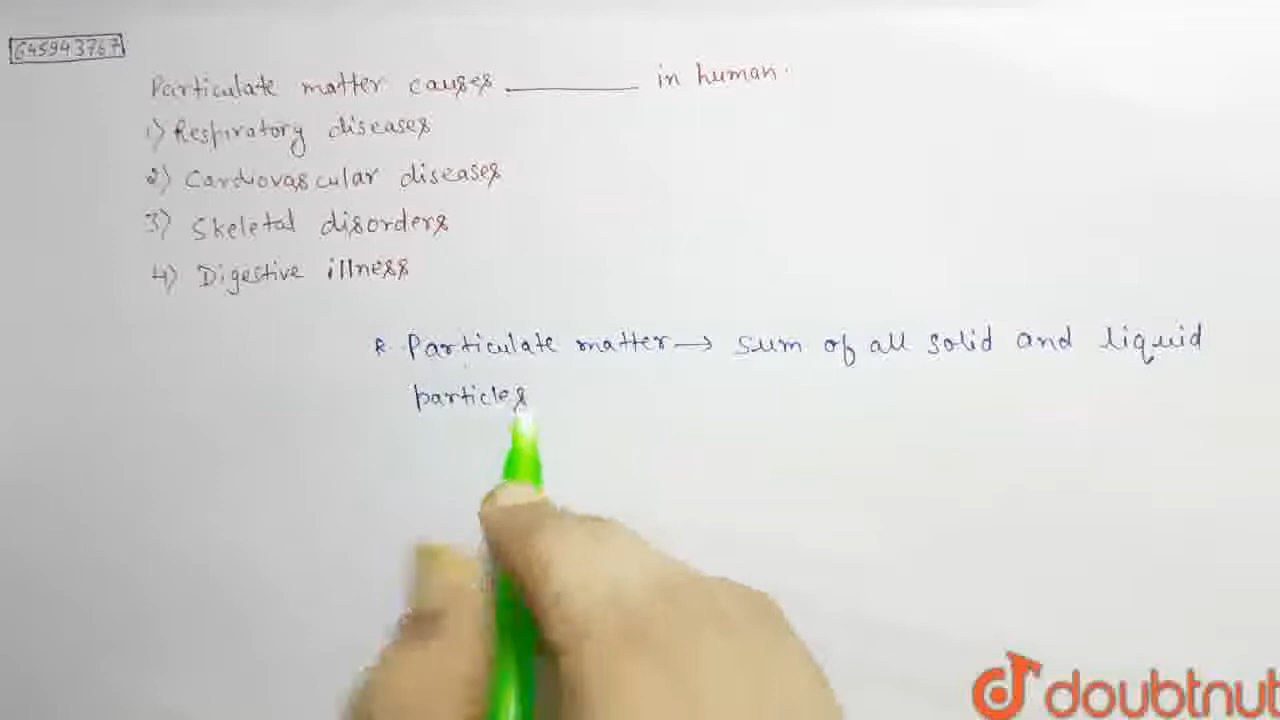 645943767
Particulate matter causes ________ in human.
1) Respiratory diseases
2) Cardiovascular diseases
3) Skeletal disorders
4) Digestive illness
Particulate matter → sum of all solid and liquid
particles
doubtnut